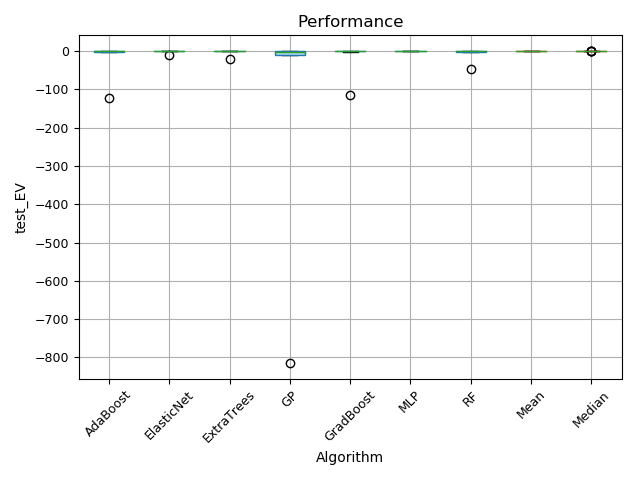 Performance
test_EV
0
−100
−200
−300
−400
−500
−600
−700
−800
AdaBoost
ElasticNet
ExtraTrees
GP
GradBoost
MLP
RF
Mean
Median
Algorithm